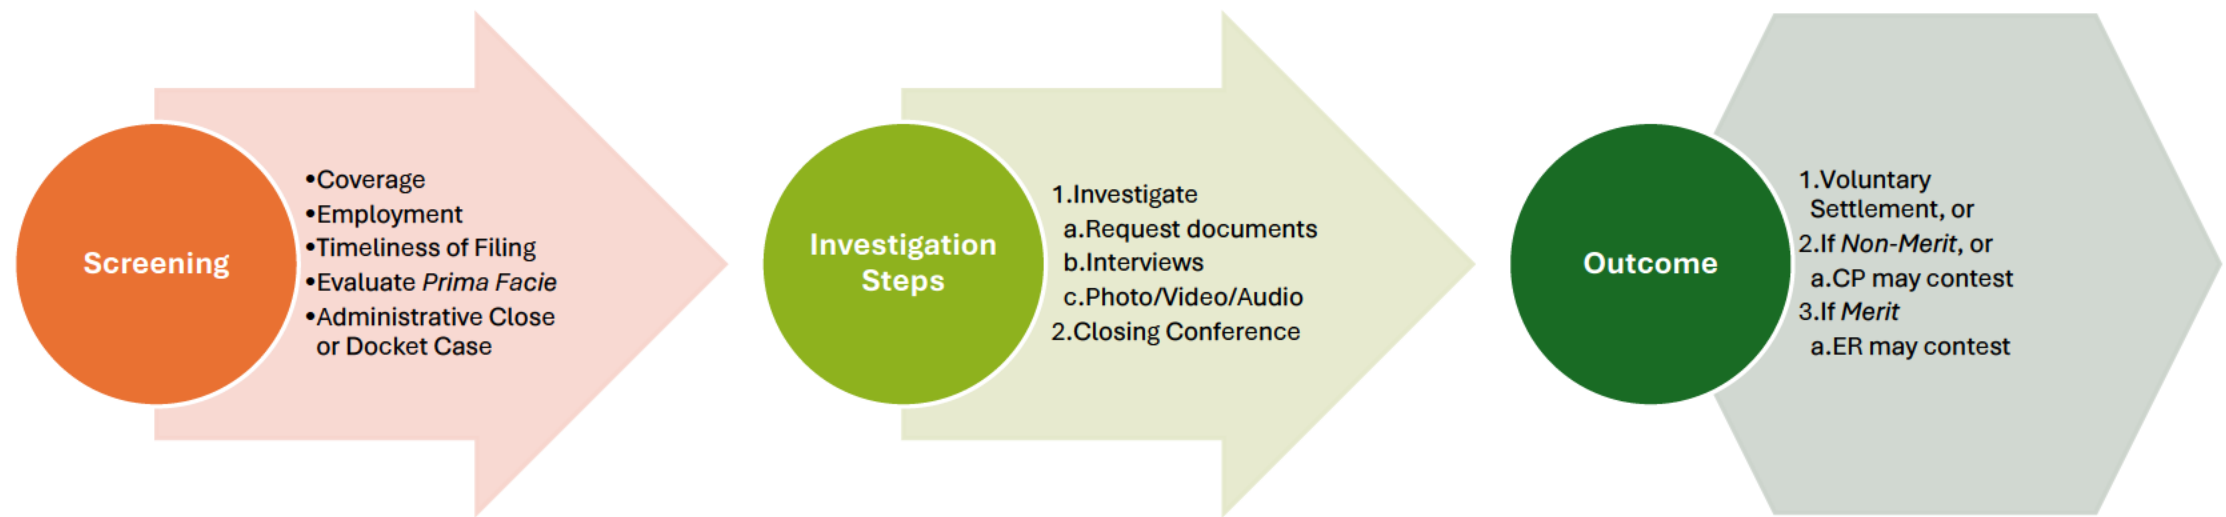 Screening
•Coverage
•Employment
•Timeliness of Filing
•Evaluate Prima Facie
•Administrative Close
or Docket Case
Investigation
Steps
1.Investigate
a.Request documents
b.Interviews
c.Photo/Video/Audio
2.Closing Conference
Outcome
1.Voluntary
Settlement, or
2.If Non-Merit, or
a.CP may contest
3.If Merit
a.ER may contest